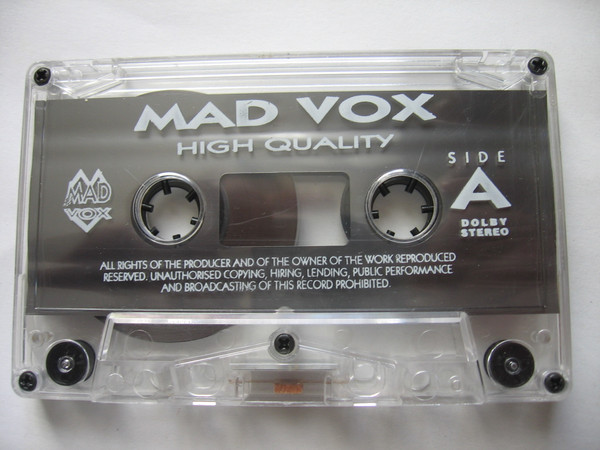 MAD VOX
HIGH QUALITY
SIDE
A
DOLBY
STEREO
MAD
VOX
ALL RIGHTS OF THE PRODUCER AND OF THE OWNER OF THE WORK REPRODUCED
RESERVED. UNAUTHORISED COPYING, HIRING, LENDING, PUBLIC PERFORMANCE
AND BROADCASTING OF THIS RECORD PROHIBITED.